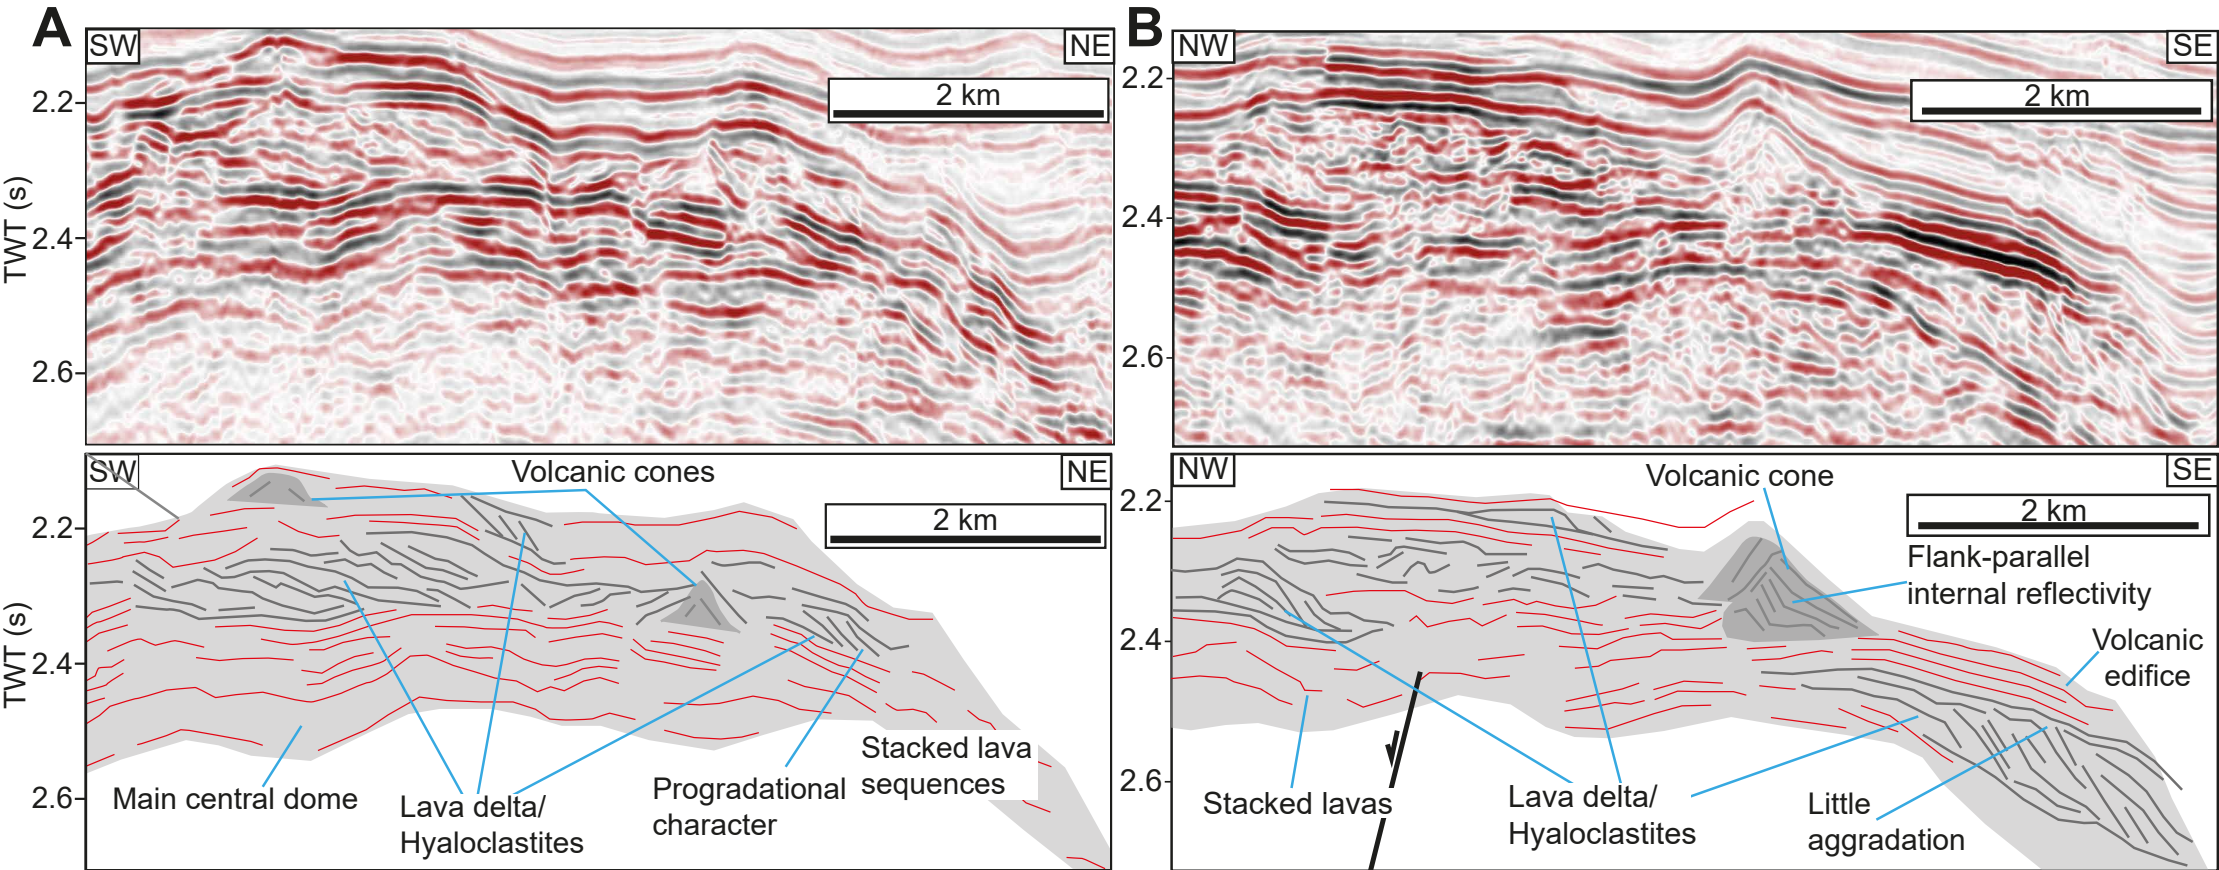 A
SW
NE
2 km
2.2
2.4
2.6
TWT (s)
B
NW
SE
2 km
2.2
2.4
2.6
SW
NE
Volcanic cones
2 km
2.2
2.4
2.6
TWT (s)
Main central dome
Lava delta/
Hyaloclastites
Progradational
character
Stacked lava
sequences
NW
SE
Volcanic cone
2 km
2.2
2.4
2.6
Flank-parallel
internal reflectivity
Volcanic
edifice
Stacked lavas
Lava delta/
Hyaloclastites
Little
aggradation